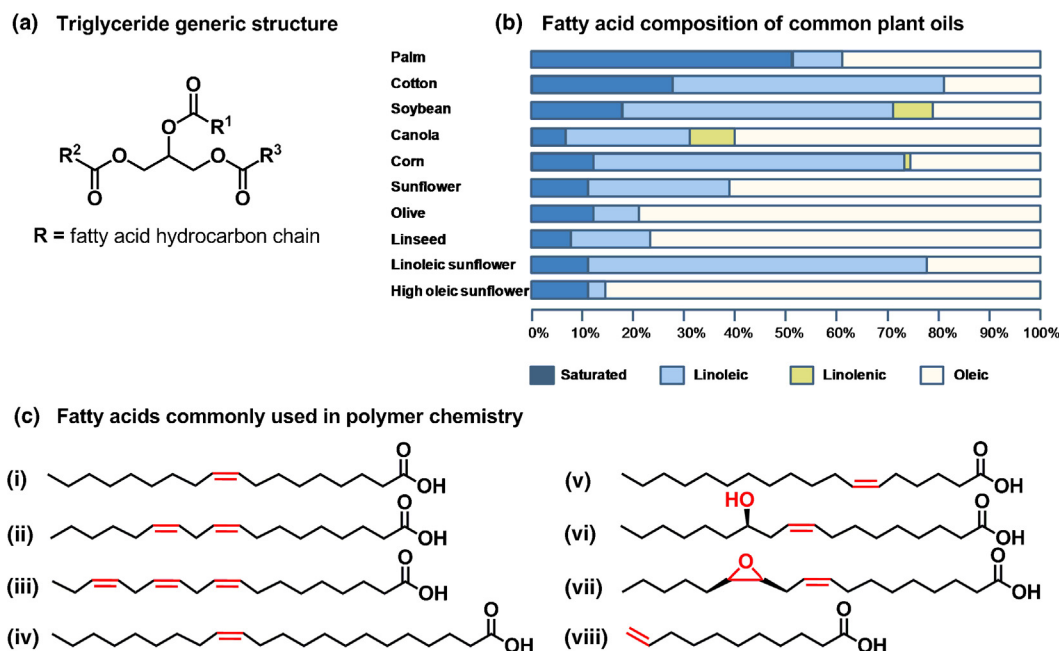 (a) Triglyceride generic structure
O
O
R¹
R²
O
O
R³
O
O
R = fatty acid hydrocarbon chain
(b) Fatty acid composition of common plant oils
Palm
Cotton
Soybean
Canola
Corn
Sunflower
Olive
Linseed
Linoleic sunflower
High oleic sunflower
0% 10% 20% 30% 40% 50% 60% 70% 80% 90% 100%
Saturated Linoleic Linolenic Oleic
(c) Fatty acids commonly used in polymer chemistry
(i)
O
OH
(ii)
O
OH
(iii)
O
OH
(iv)
O
OH
(v)
O
OH
(vi)
HO
O
OH
(vii)
O
O
OH
(viii)
O
OH